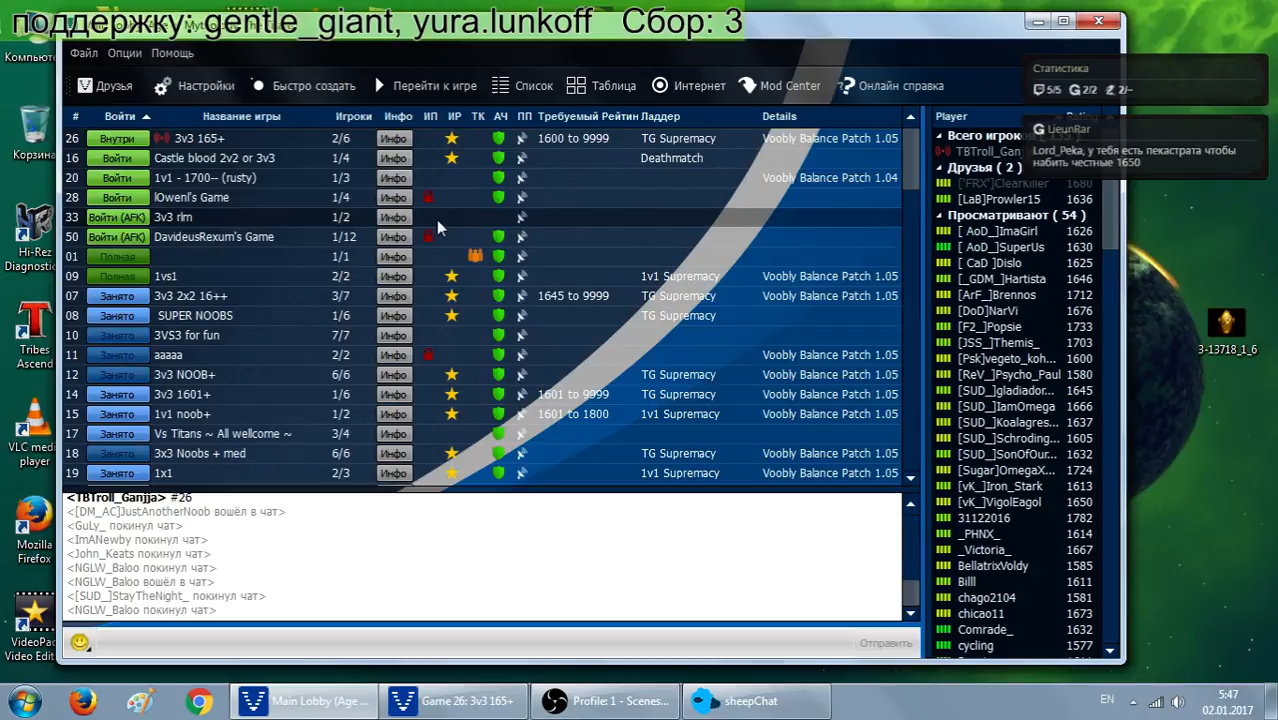 поддержку: gentle_giant, yura.lunkoff Сбор: 3
Компьют
Корзина
Hi-Rez
Diagnostic
Tribes
Ascend
VLC media
player
Mozilla
Firefox
VideoPad
Video Edit
3-13718_1_6
Файл Опции Помощь
Друзья Настройки Быстро создать Перейти к игре Список Таблица Интернет Mod Center Онлайн справка
# Войти Название игры Игроки Инфо ИП ИР ТК АЧ ПП Требуемый Рейтин Ладдер Details
26 Внутри 3v3 165+ 2/6 Инфо 1600 to 9999 TG Supremacy Voobly Balance Patch 1.05
16 Войти Castle blood 2v2 or 3v3 1/4 Инфо Deathmatch
20 Войти 1v1 - 1700-- (rusty) 1/3 Инфо Voobly Balance Patch 1.04
28 Войти lOwenl's Game 1/4 Инфо
33 Войти (AFK) 3v3 rlm 1/2 Инфо
50 Войти (AFK) DavideusRexum's Game 1/12 Инфо
01 Полная 1/1 Инфо
09 Полная 1vs1 2/2 Инфо 1v1 Supremacy Voobly Balance Patch 1.05
07 Занято 3v3 2x2 16++ 3/7 Инфо 1645 to 9999 TG Supremacy Voobly Balance Patch 1.05
08 Занято SUPER NOOBS 1/6 Инфо TG Supremacy
10 Занято 3VS3 for fun 7/7 Инфо
11 Занято aaaaa 2/2 Инфо Voobly Balance Patch 1.05
12 Занято 3v3 NOOB+ 6/6 Инфо TG Supremacy Voobly Balance Patch 1.05
14 Занято 3v3 1601+ 1/6 Инфо 1601 to 9999 TG Supremacy Voobly Balance Patch 1.05
15 Занято 1v1 noob+ 1/2 Инфо 1601 to 1800 1v1 Supremacy Voobly Balance Patch 1.05
17 Занято Vs Titans ~ All wellcome ~ 3/4 Инфо
18 Занято 3x3 Noobs + med 6/6 Инфо TG Supremacy Voobly Balance Patch 1.05
19 Занято 1x1 2/3 Инфо 1v1 Supremacy Voobly Balance Patch 1.05
<TBTroll_Ganjja> #26
<[DM_AC]JustAnotherNoob вошёл в чат>
<GuLy_ покинул чат>
<ImANewby покинул чат>
<John_Keats покинул чат>
<NGLW_Baloo покинул чат>
<NGLW_Baloo вошёл в чат>
<[SUD_]StayTheNight_ покинул чат>
<NGLW_Baloo покинул чат>
Отправить
Статистика
5/5 2/2 2/--
UeunRar
Lord_Peka, у тебя есть пекастрата чтобы
набить честные 1650
Player
Всего игроко
TBTroll_Gan
Друзья ( 2 )
[°FRX°]ClearKiller 1680
[LaB]Prowler15 1636
Просматривают ( 54 )
[ AoD_]ImaGirl 1626
[ AoD_]SuperUs 1630
[ CaD ]Dislo 1625
[_GDM_]Hartista 1646
[ArF_]Brennos 1712
[DoD]NarVi 1676
[F2_]Popsie 1733
[JSS_]Themis_ 1703
[Psk]vegeto_koh... 1600
[ReV_]Psycho_Paul 1580
[SUD_]gladiador... 1645
[SUD_]IamOmega 1666
[SUD_]Koalagres... 1697
[SUD_]Schroding... 1605
[SUD_]SonOfOur... 1630
[Sugar]OmegaX... 1724
[vK_]Iron_Stark 1613
[vK_]VigolEagol 1650
31122016 1782
_PHNX_ 1614
_Victoria_ 1667
BellatrixVoldy 1585
Billl 1611
chago2104 1581
chicao11 1673
Comrade_ 1632
cycling 1577
Main Lobby (Age ... Game 26: 3v3 165+ Profile: 1 - Scenes... sheepChat EN 5:47
02.01.2017